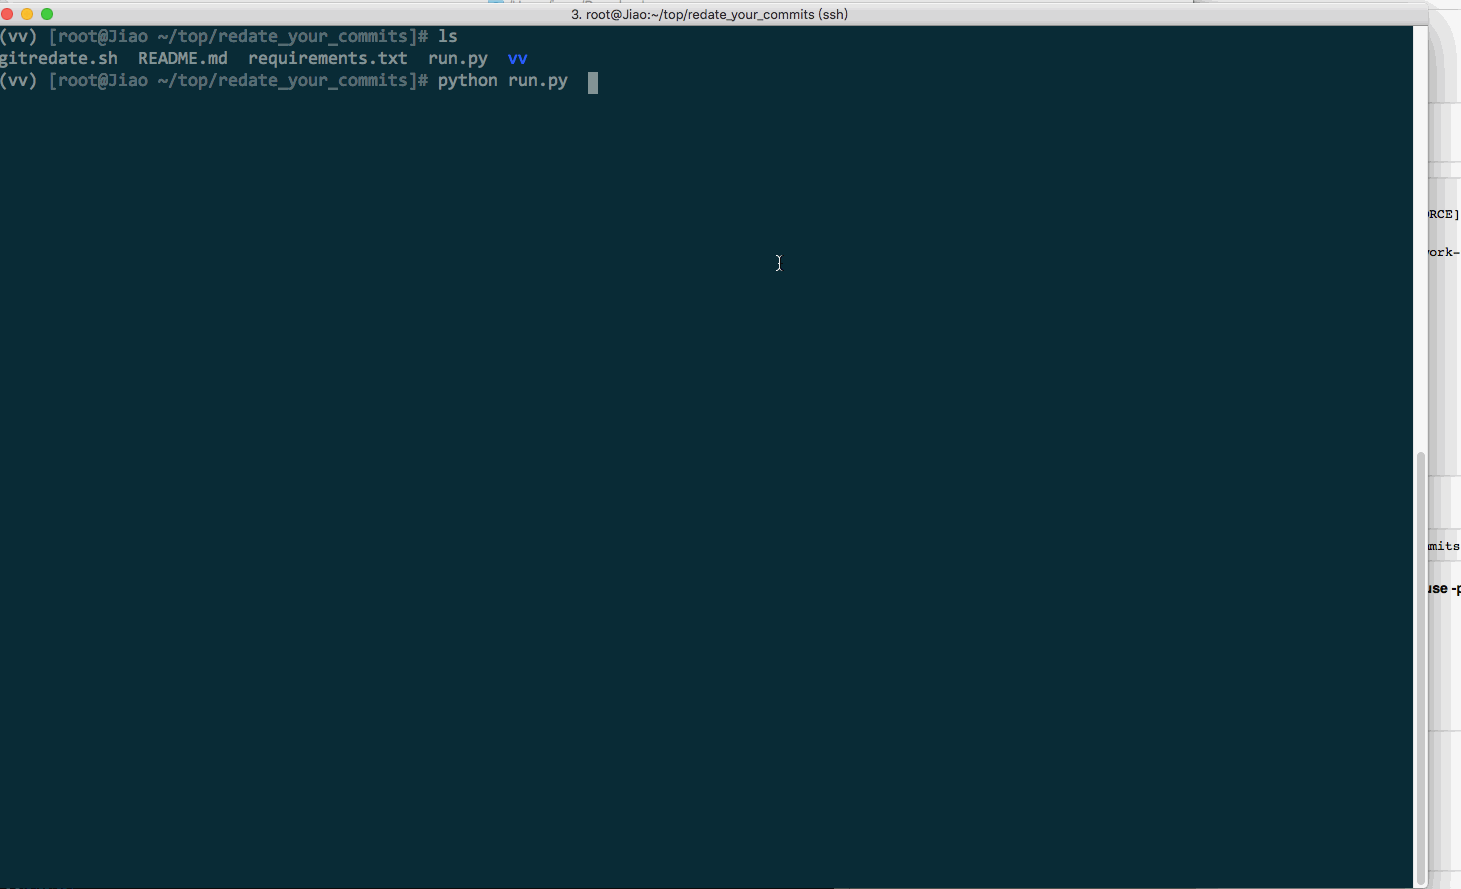 3. root@Jiao:~/top/redate_your_commits (ssh)
(vv) [root@Jiao ~/top/redate_your_commits]# ls
gitredate.sh README.md requirements.txt run.py vv
(vv) [root@Jiao ~/top/redate_your_commits]# python run.py
RCE]
ork-
mits
use -p